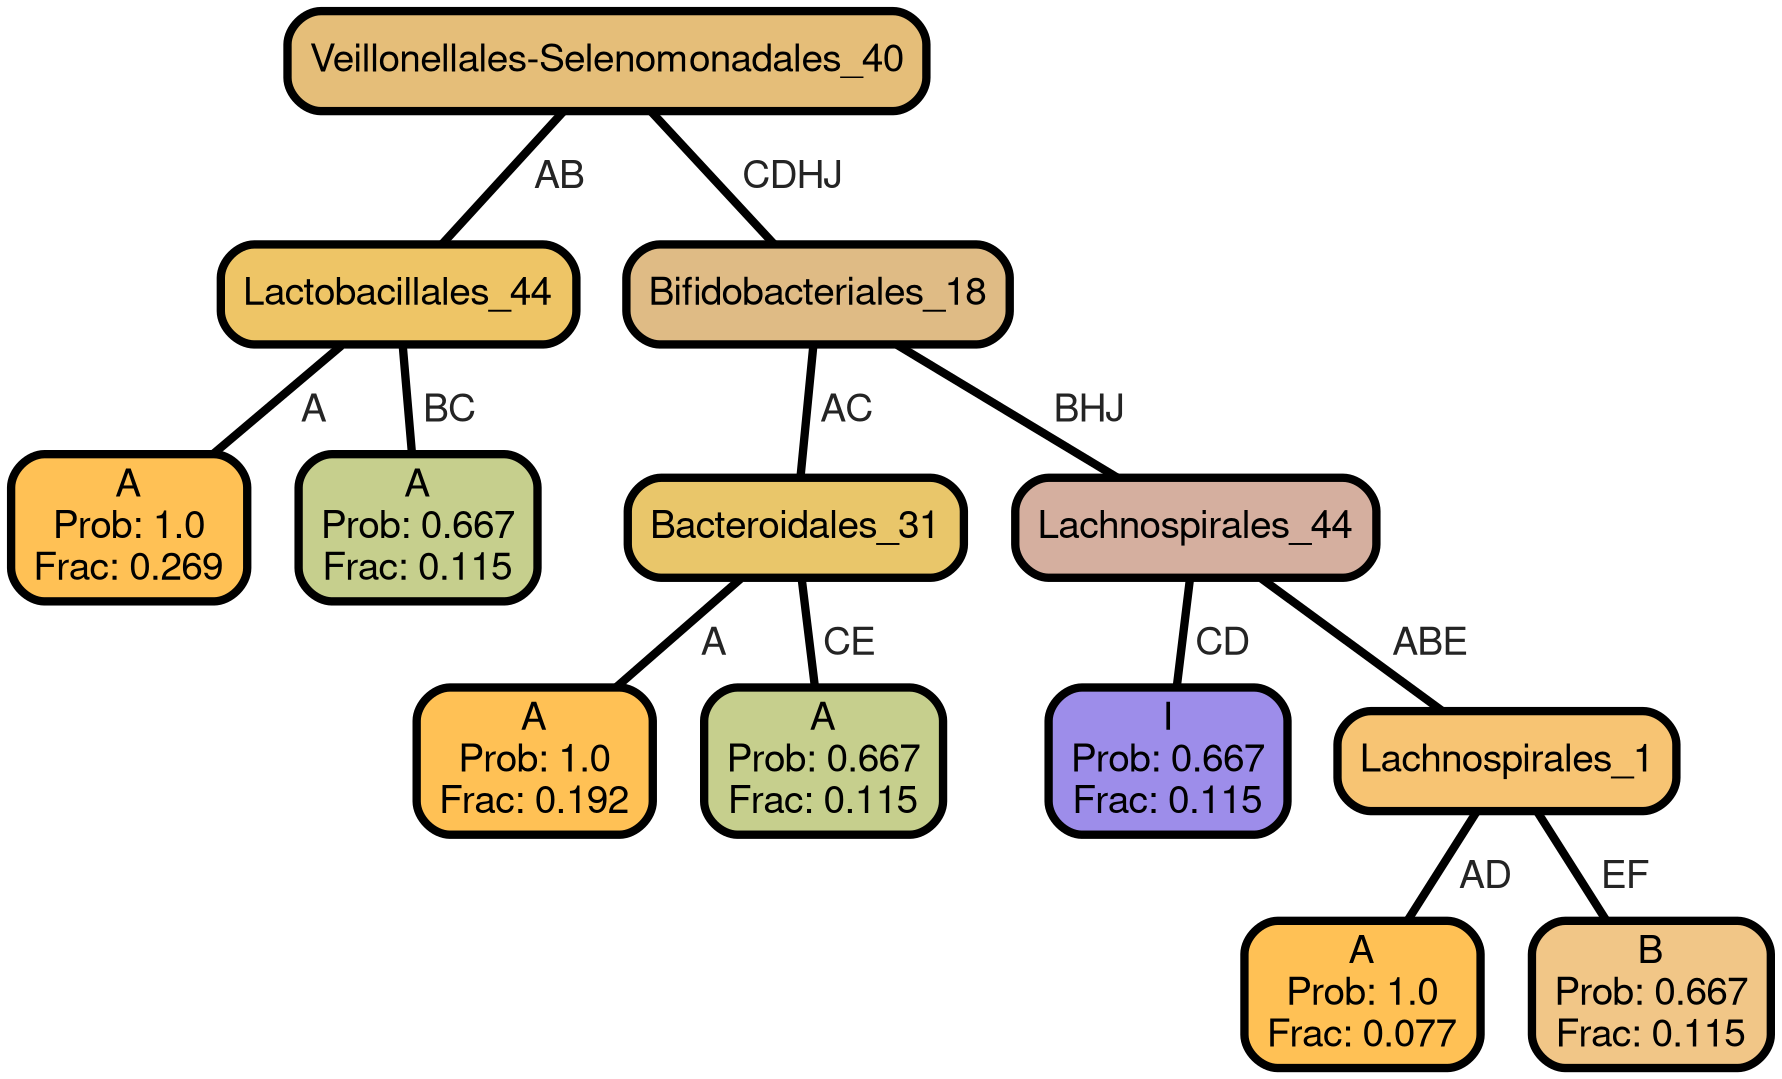 Veillonellales-Selenomonadales_40
AB
CDHJ
Lactobacillales_44
Bifidobacteriales_18
A
BC
AC
BHJ
A
Prob: 1.0
Frac: 0.269
A
Prob: 0.667
Frac: 0.115
Bacteroidales_31
Lachnospirales_44
A
CE
CD
ABE
A
Prob: 1.0
Frac: 0.192
A
Prob: 0.667
Frac: 0.115
I
Prob: 0.667
Frac: 0.115
Lachnospirales_1
AD
EF
A
Prob: 1.0
Frac: 0.077
B
Prob: 0.667
Frac: 0.115